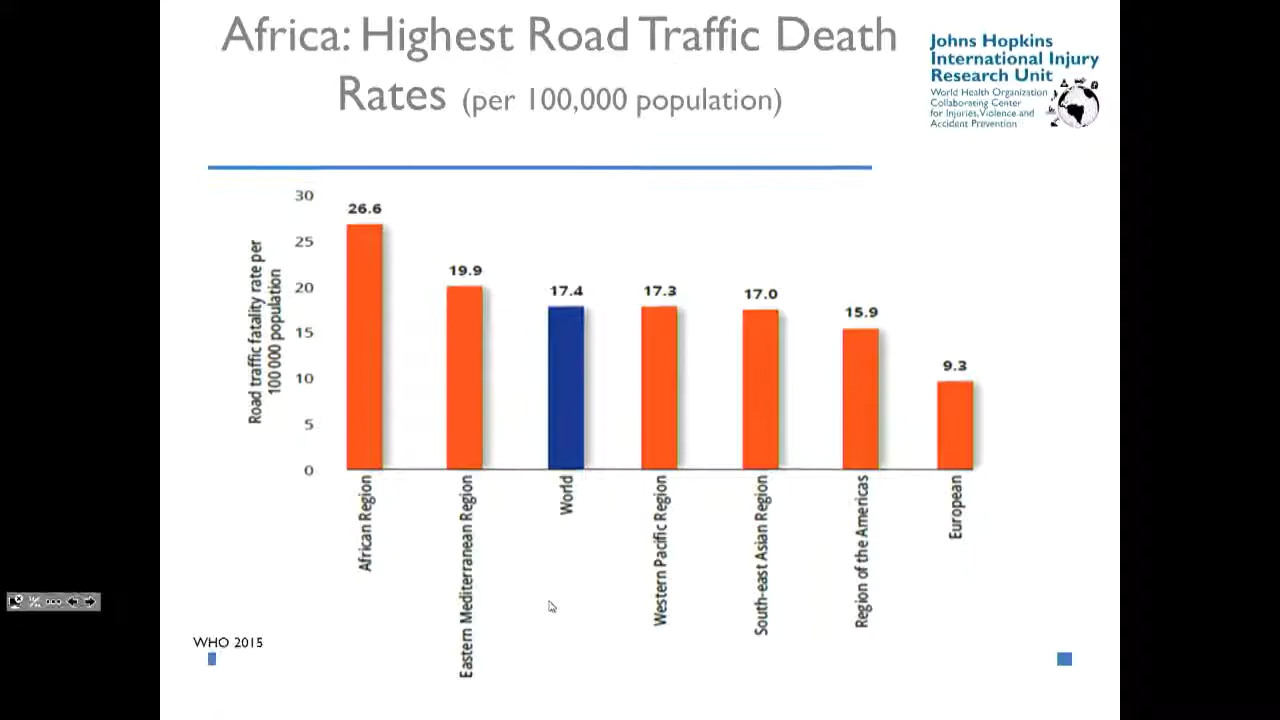 Africa: Highest Road Traffic Death
Rates (per 100,000 population)
Johns Hopkins
International Injury
Research Unit
World Health Organization
Collaborating Center
for Injuries, Violence and
Accident Prevention
Road traffic fatality rate per
100 000 population
30
25
20
15
10
5
0
26.6
19.9
17.4
17.3
17.0
15.9
9.3
African Region
Eastern Mediterranean Region
World
Western Pacific Region
South-east Asian Region
Region of the Americas
European
WHO 2015